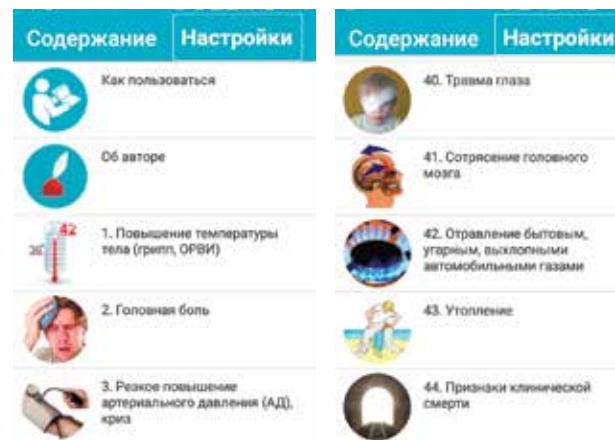 Содержание
Настройки
Как пользоваться
Об авторе
42
1. Повышение температуры
тела (грипп, ОРВИ)
2. Головная боль
3. Резкое повышение
артериального давления (АД),
криз
Содержание
Настройки
40. Травма глаза
41. Сотрясение головного
мозга
42. Отравление бытовым,
угарным, выхлопными
автомобильными газами
43. Утопление
44. Признаки клинической
смерти